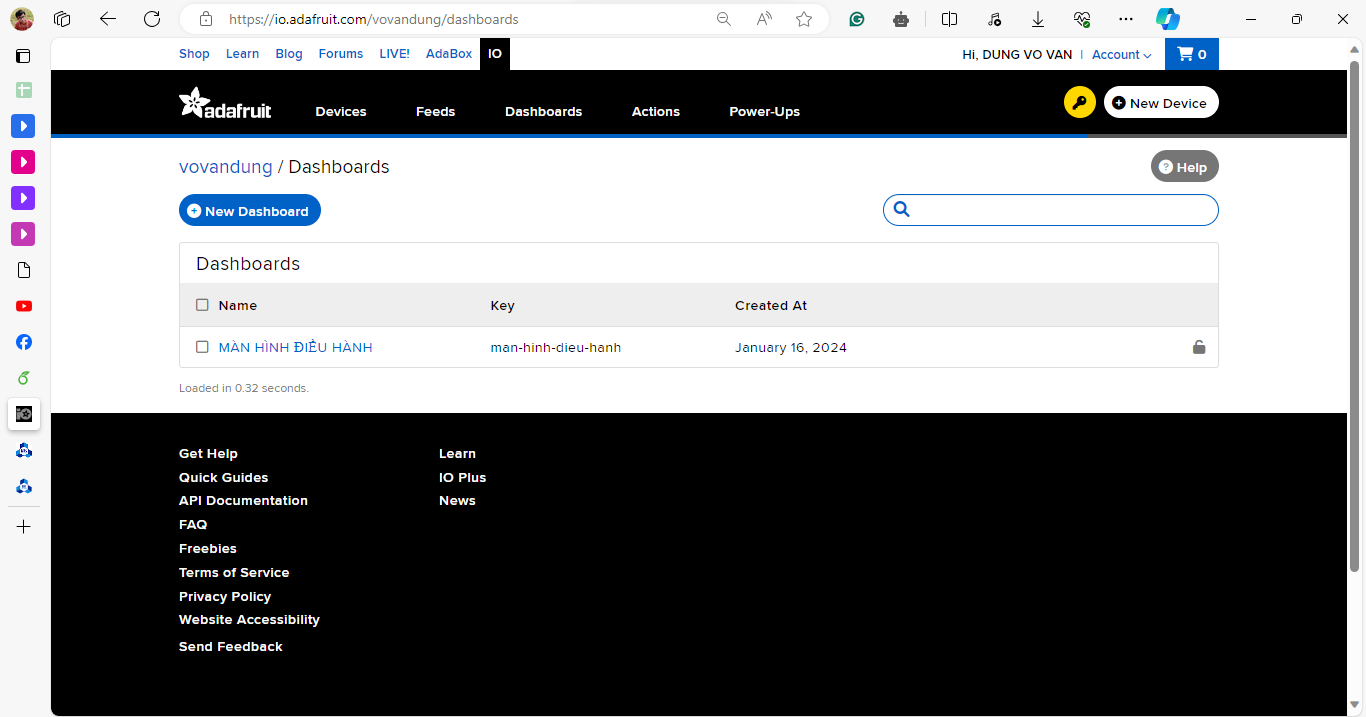 https://io.adafruit.com/vovandung/dashboards
Shop Learn Blog Forums LIVE! AdaBox IO
Hi, DUNG VO VAN | Account 0
adafruit Devices Feeds Dashboards Actions Power-Ups New Device
vovandung / Dashboards
Help
New Dashboard
Dashboards
Name Key Created At
MÀN HÌNH ĐIỀU HÀNH man-hinh-dieu-hanh January 16, 2024
Loaded in 0.32 seconds.
Get Help
Quick Guides
API Documentation
FAQ
Freebies
Terms of Service
Privacy Policy
Website Accessibility
Send Feedback
Learn
IO Plus
News